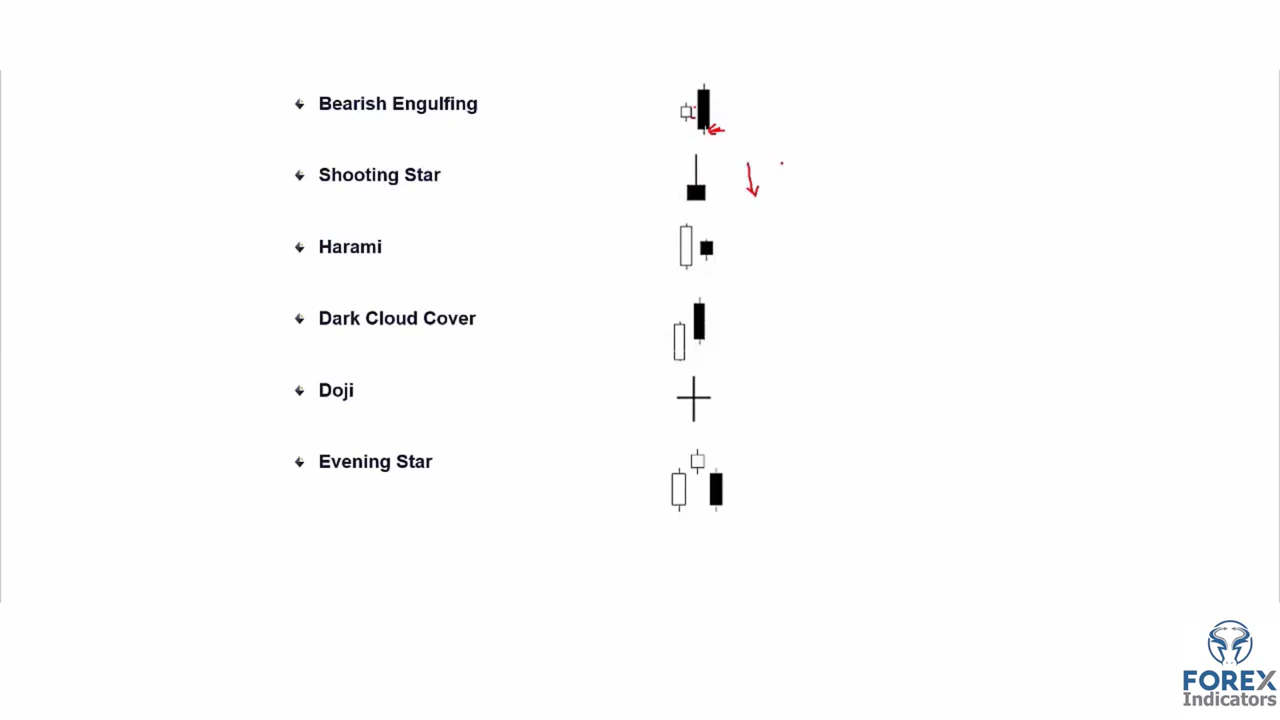 Bearish Engulfing
Shooting Star
Harami
Dark Cloud Cover
Doji
Evening Star
FOREX
Indicators